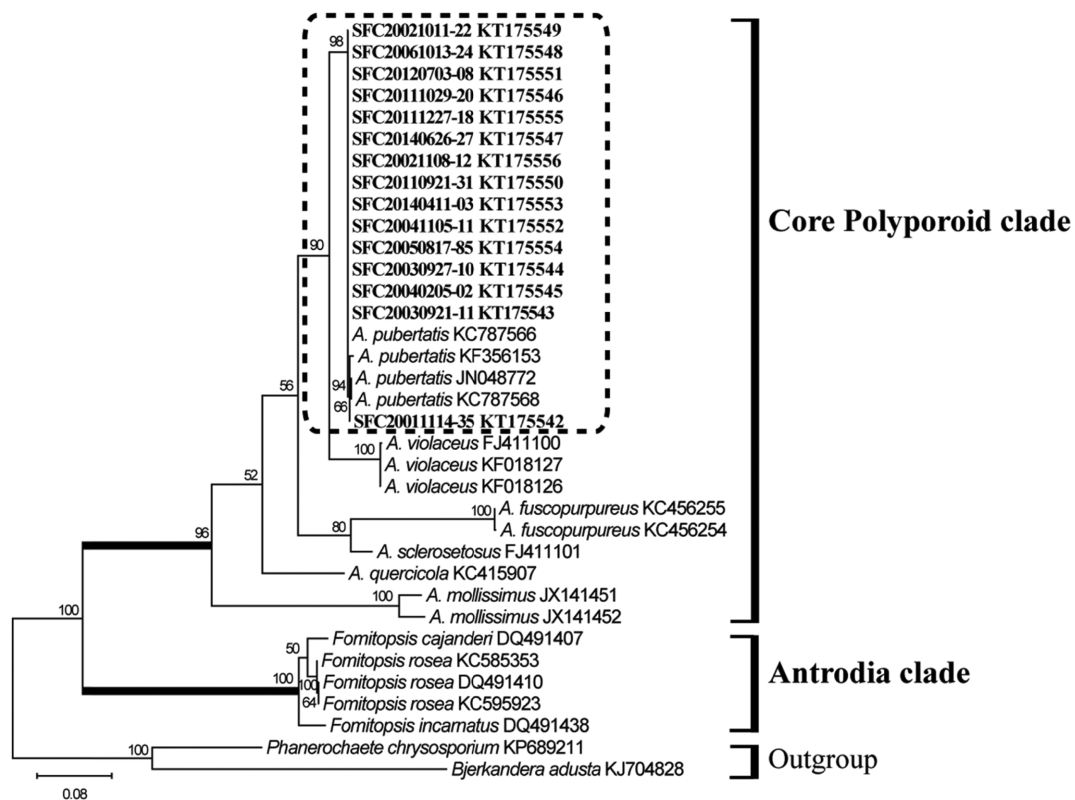 SFC20021011-22 KT175549
98
SFC20061013-24 KT175548
SFC20120703-08 KT175551
SFC20111029-20 KT175546
SFC20111227-18 KT175555
SFC20140626-27 KT175547
SFC20021108-12 KT175556
SFC20110921-31 KT175550
SFC20140411-03 KT175553
Core Polyporoid clade
SFC20041105-11 KT175552
90
SFC20050817-85 KT175554
SFC20030927-10 KT175544
SFC20040205-02 KT175545
SFC20030921-11 KT175543
A. pubertatis KC787566
A. pubertatis KF356153
A. pubertatis JN048772
56
94
A. pubertatis KC787568
66
SFC20011114-35 KT175542
A. violaceus FJ411100
100
A. violaceus KF018127
52
A. violaceus KF018126
A. fuscopurpureus KC456255
100
A. fuscopurpureus KC456254
80
96
A. sclerosetosus FJ411101
A. quercicola KC415907
A. mollissimus JX141451
100
100
A. mollissimus JX141452
Fomitopsis cajanderi DQ491407
50
Fomitopsis rosea KC585353
Antrodia clade
100
100
Fomitopsis rosea DQ491410
64
Fomitopsis rosea KC595923
Fomitopsis incarnatus DQ491438
100
Phanerochaete chrysosporium KP689211
Outgroup
Bjerkandera adusta KJ704828
0.08